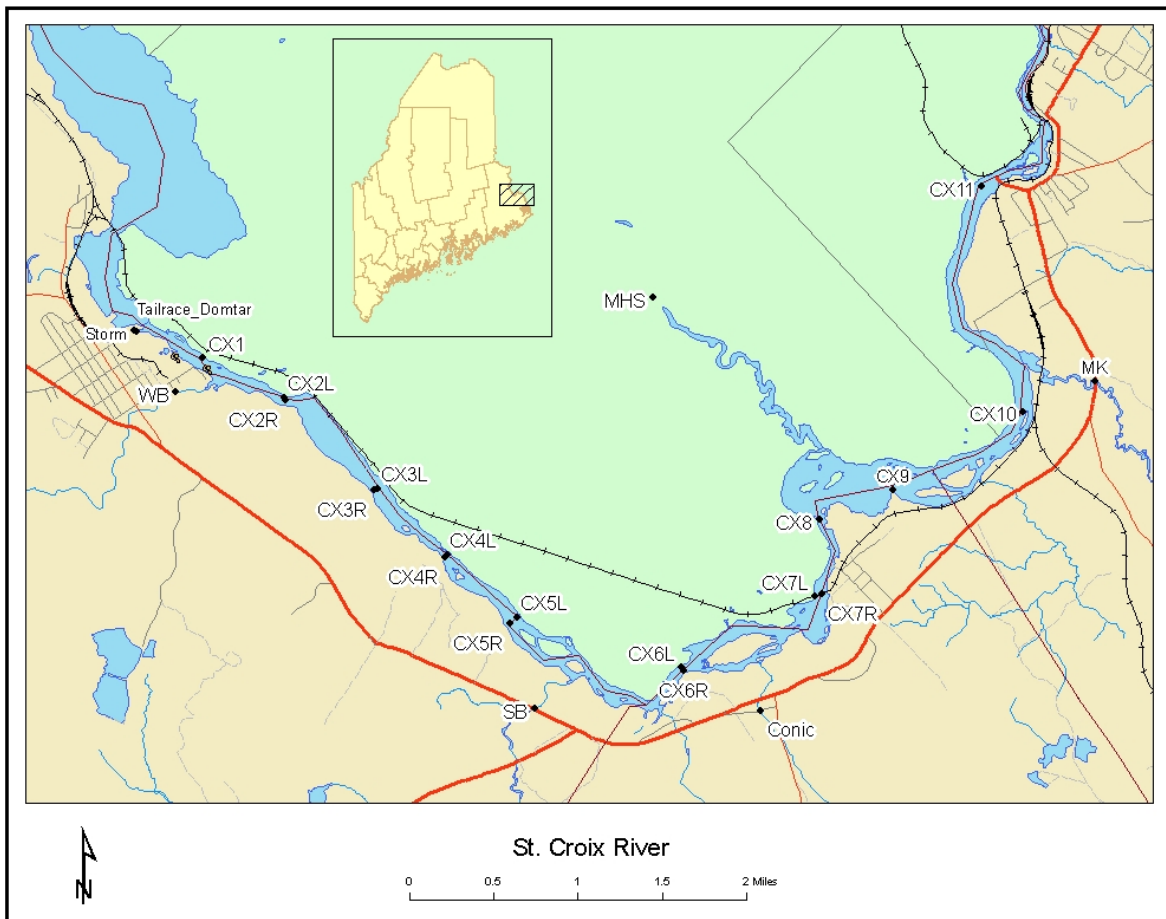 CX11
MHS
Tailrace_Domtar
Storm
CX1
MK
CX2L
WB
CX2R
CX10
CX3L
CX9
CX3R
CX8
CX4L
CX4R
CX7L
CX5L
CX7R
CX5R
CX6L
CX6R
SB
Conic
St. Croix River
N
0 0.5 1 1.5 2 Miles